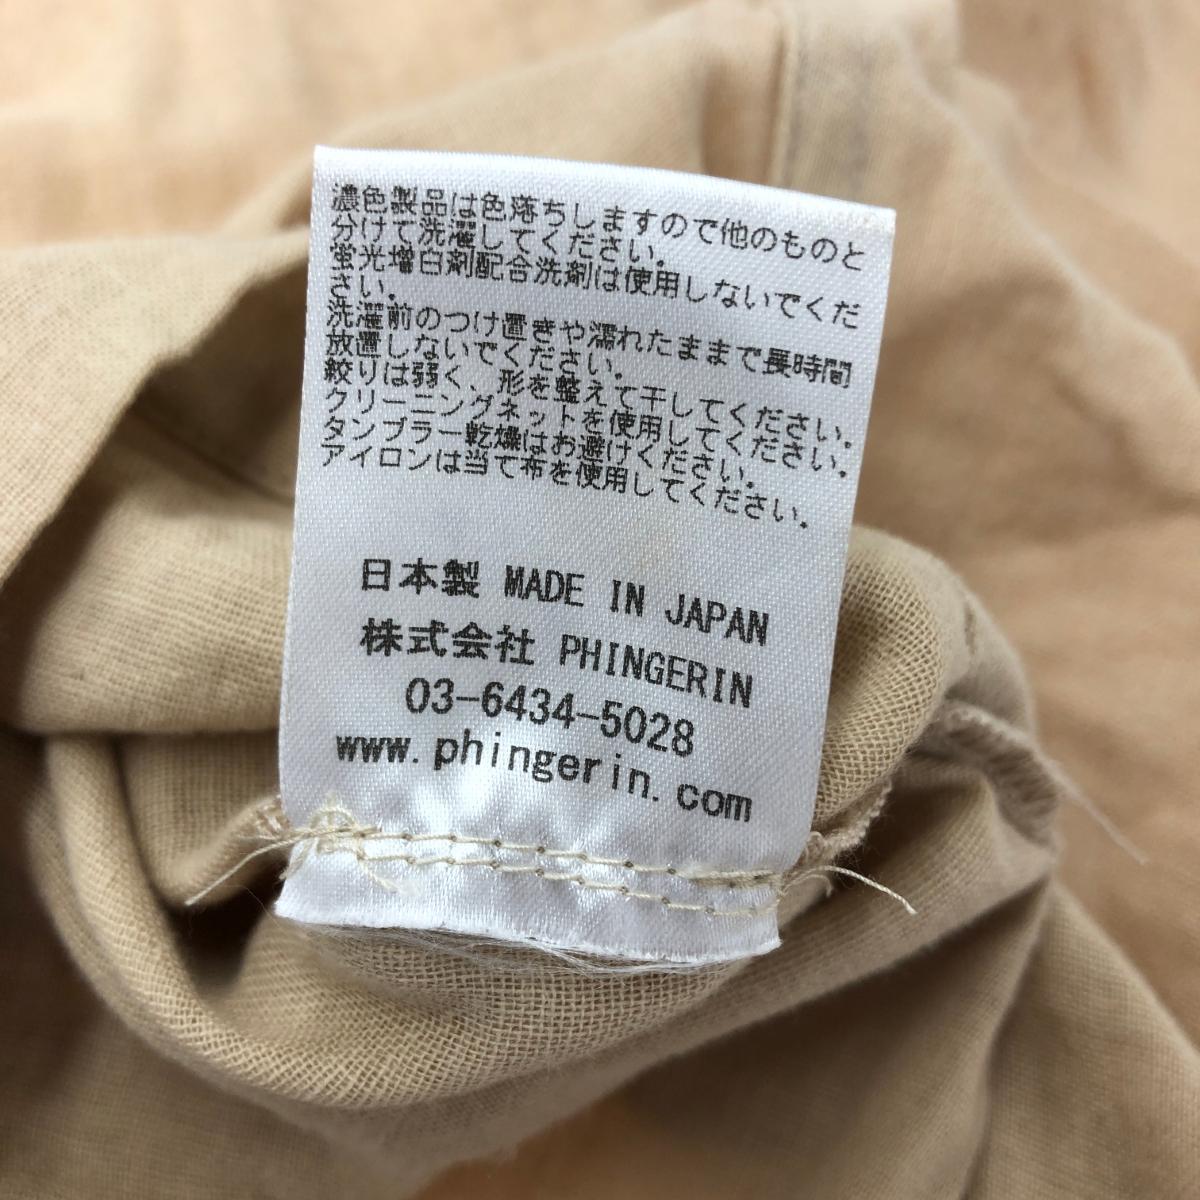 濃色製品は色落ちしますので他のものと
分けて洗濯してください。
蛍光増白剤配合洗剤は使用しないでくだ
さい。
洗濯前のつけ置きや濡れたままで長時間
放置しないでください。
絞りは弱く、形を整えて干してください。
クリーニングネットを使用してください。
タンブラー乾燥はお避けください。
アイロンは当て布を使用してください。
日本製 MADE IN JAPAN
株式会社 PHINGERIN
03-6434-5028
www.phingerin.com